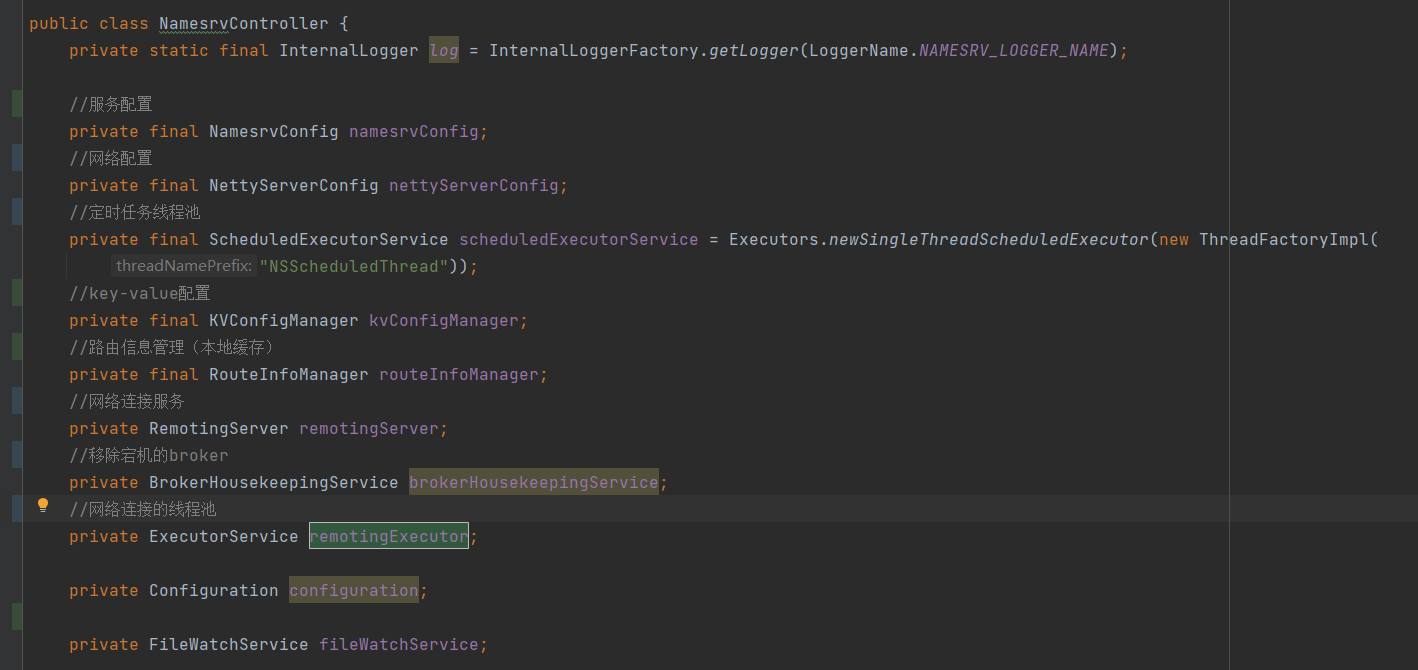 public class NamesrvController {
private static final InternalLogger log = InternalLoggerFactory.getLogger(LoggerName.NAMESRV_LOGGER_NAME);
//服务配置
private final NamesrvConfig namesrvConfig;
//网络配置
private final NettyServerConfig nettyServerConfig;
//定时任务线程池
private final ScheduledExecutorService scheduledExecutorService = Executors.newSingleThreadScheduledExecutor(new ThreadFactoryImpl(
threadNamePrefix: "NSScheduledThread"));
//key-value配置
private final KVConfigManager kvConfigManager;
//路由信息管理（本地缓存）
private final RouteInfoManager routeInfoManager;
//网络连接服务
private RemotingServer remotingServer;
//移除宕机的broker
private BrokerHousekeepingService brokerHousekeepingService;
//网络连接的线程池
private ExecutorService remotingExecutor;
private Configuration configuration;
private FileWatchService fileWatchService;